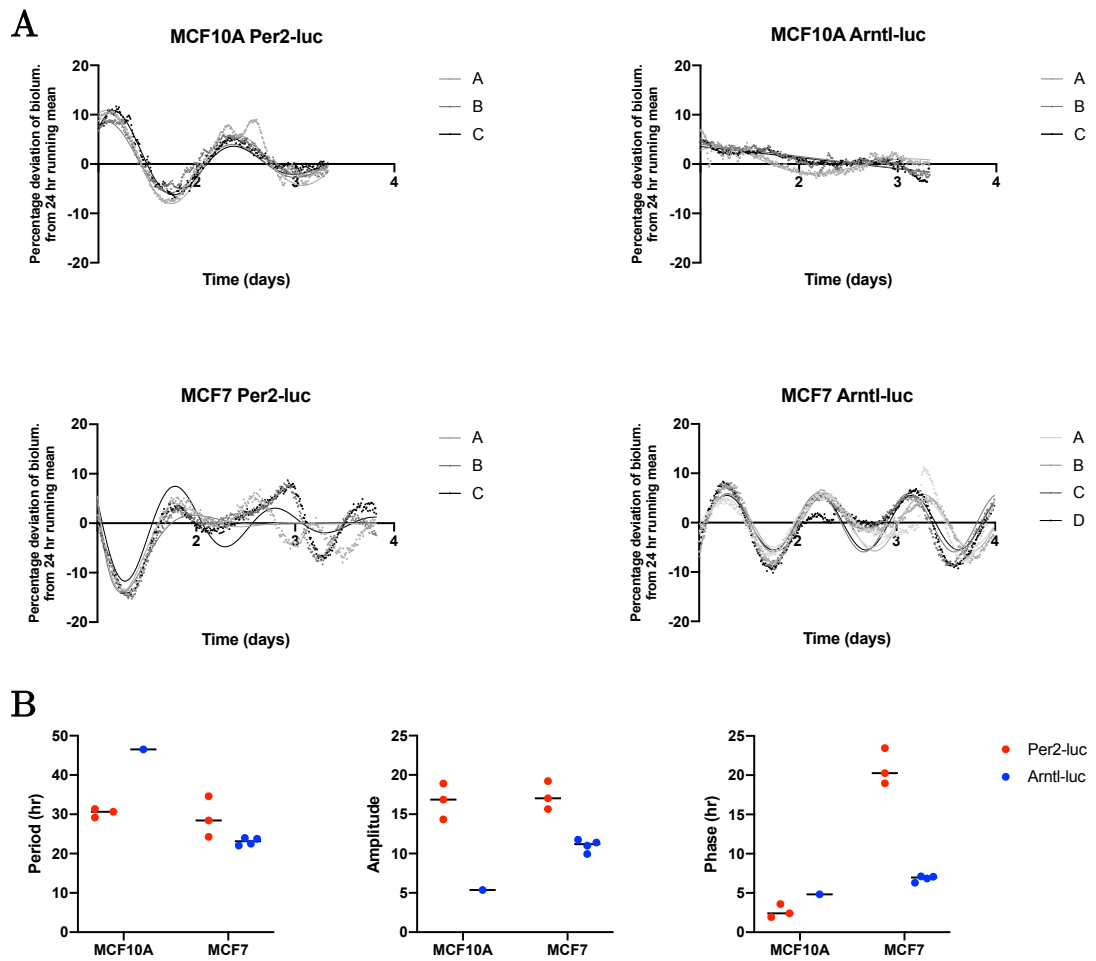 A
MCF10A Per2-luc
Percentage deviation of biolum.
from 24 hr running mean
20
10
0
-10
-20
2
3
4
Time (days)
A
B
C
MCF10A Arntl-luc
Percentage deviation of biolum.
from 24 hr running mean
20
10
0
-10
-20
2
3
4
Time (days)
A
B
C
MCF7 Per2-luc
Percentage deviation of biolum.
from 24 hr running mean
20
10
0
-10
-20
2
3
4
Time (days)
A
B
C
MCF7 Arntl-luc
Percentage deviation of biolum.
from 24 hr running mean
20
10
0
-10
-20
2
3
4
Time (days)
A
B
C
D
B
Period (hr)
50
40
30
20
10
0
MCF10A
MCF7
Amplitude
25
20
15
10
5
0
MCF10A
MCF7
Phase (hr)
25
20
15
10
5
0
MCF10A
MCF7
Per2-luc
Arntl-luc